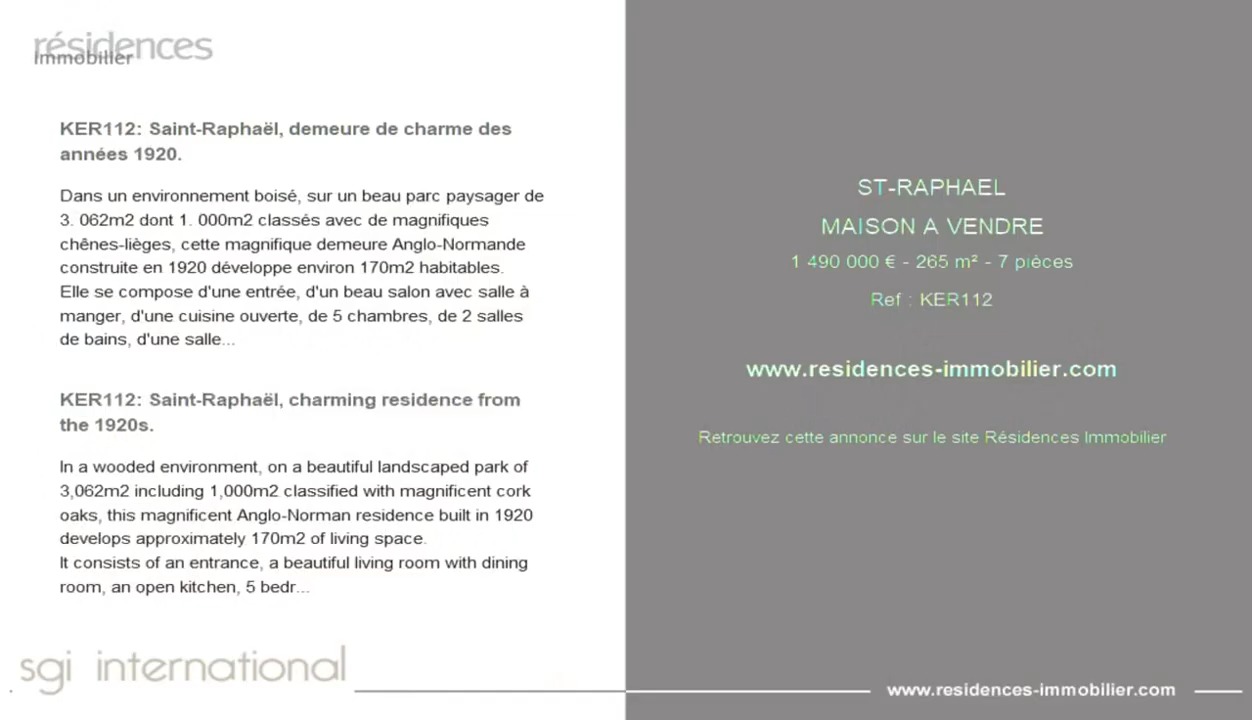 résidences
Immobilier
KER112: Saint-Raphaël, demeure de charme des
années 1920.
Dans un environnement boisé, sur un beau parc paysager de
3. 062m2 dont 1. 000m2 classés avec de magnifiques
chênes-lièges, cette magnifique demeure Anglo-Normande
construite en 1920 développe environ 170m2 habitables.
Elle se compose d'une entrée, d'un beau salon avec salle à
manger, d'une cuisine ouverte, de 5 chambres, de 2 salles
de bains, d'une salle...
KER112: Saint-Raphaël, charming residence from
the 1920s.
In a wooded environment, on a beautiful landscaped park of
3,062m2 including 1,000m2 classified with magnificent cork
oaks, this magnificent Anglo-Norman residence built in 1920
develops approximately 170m2 of living space.
It consists of an entrance, a beautiful living room with dining
room, an open kitchen, 5 bedr...
sgi international
ST-RAPHAEL
MAISON A VENDRE
1 490 000 € - 265 m² - 7 pièces
Ref : KER112
www.residences-immobilier.com
Retrouvez cette annonce sur le site Résidences Immobilier
www.residences-immobilier.com